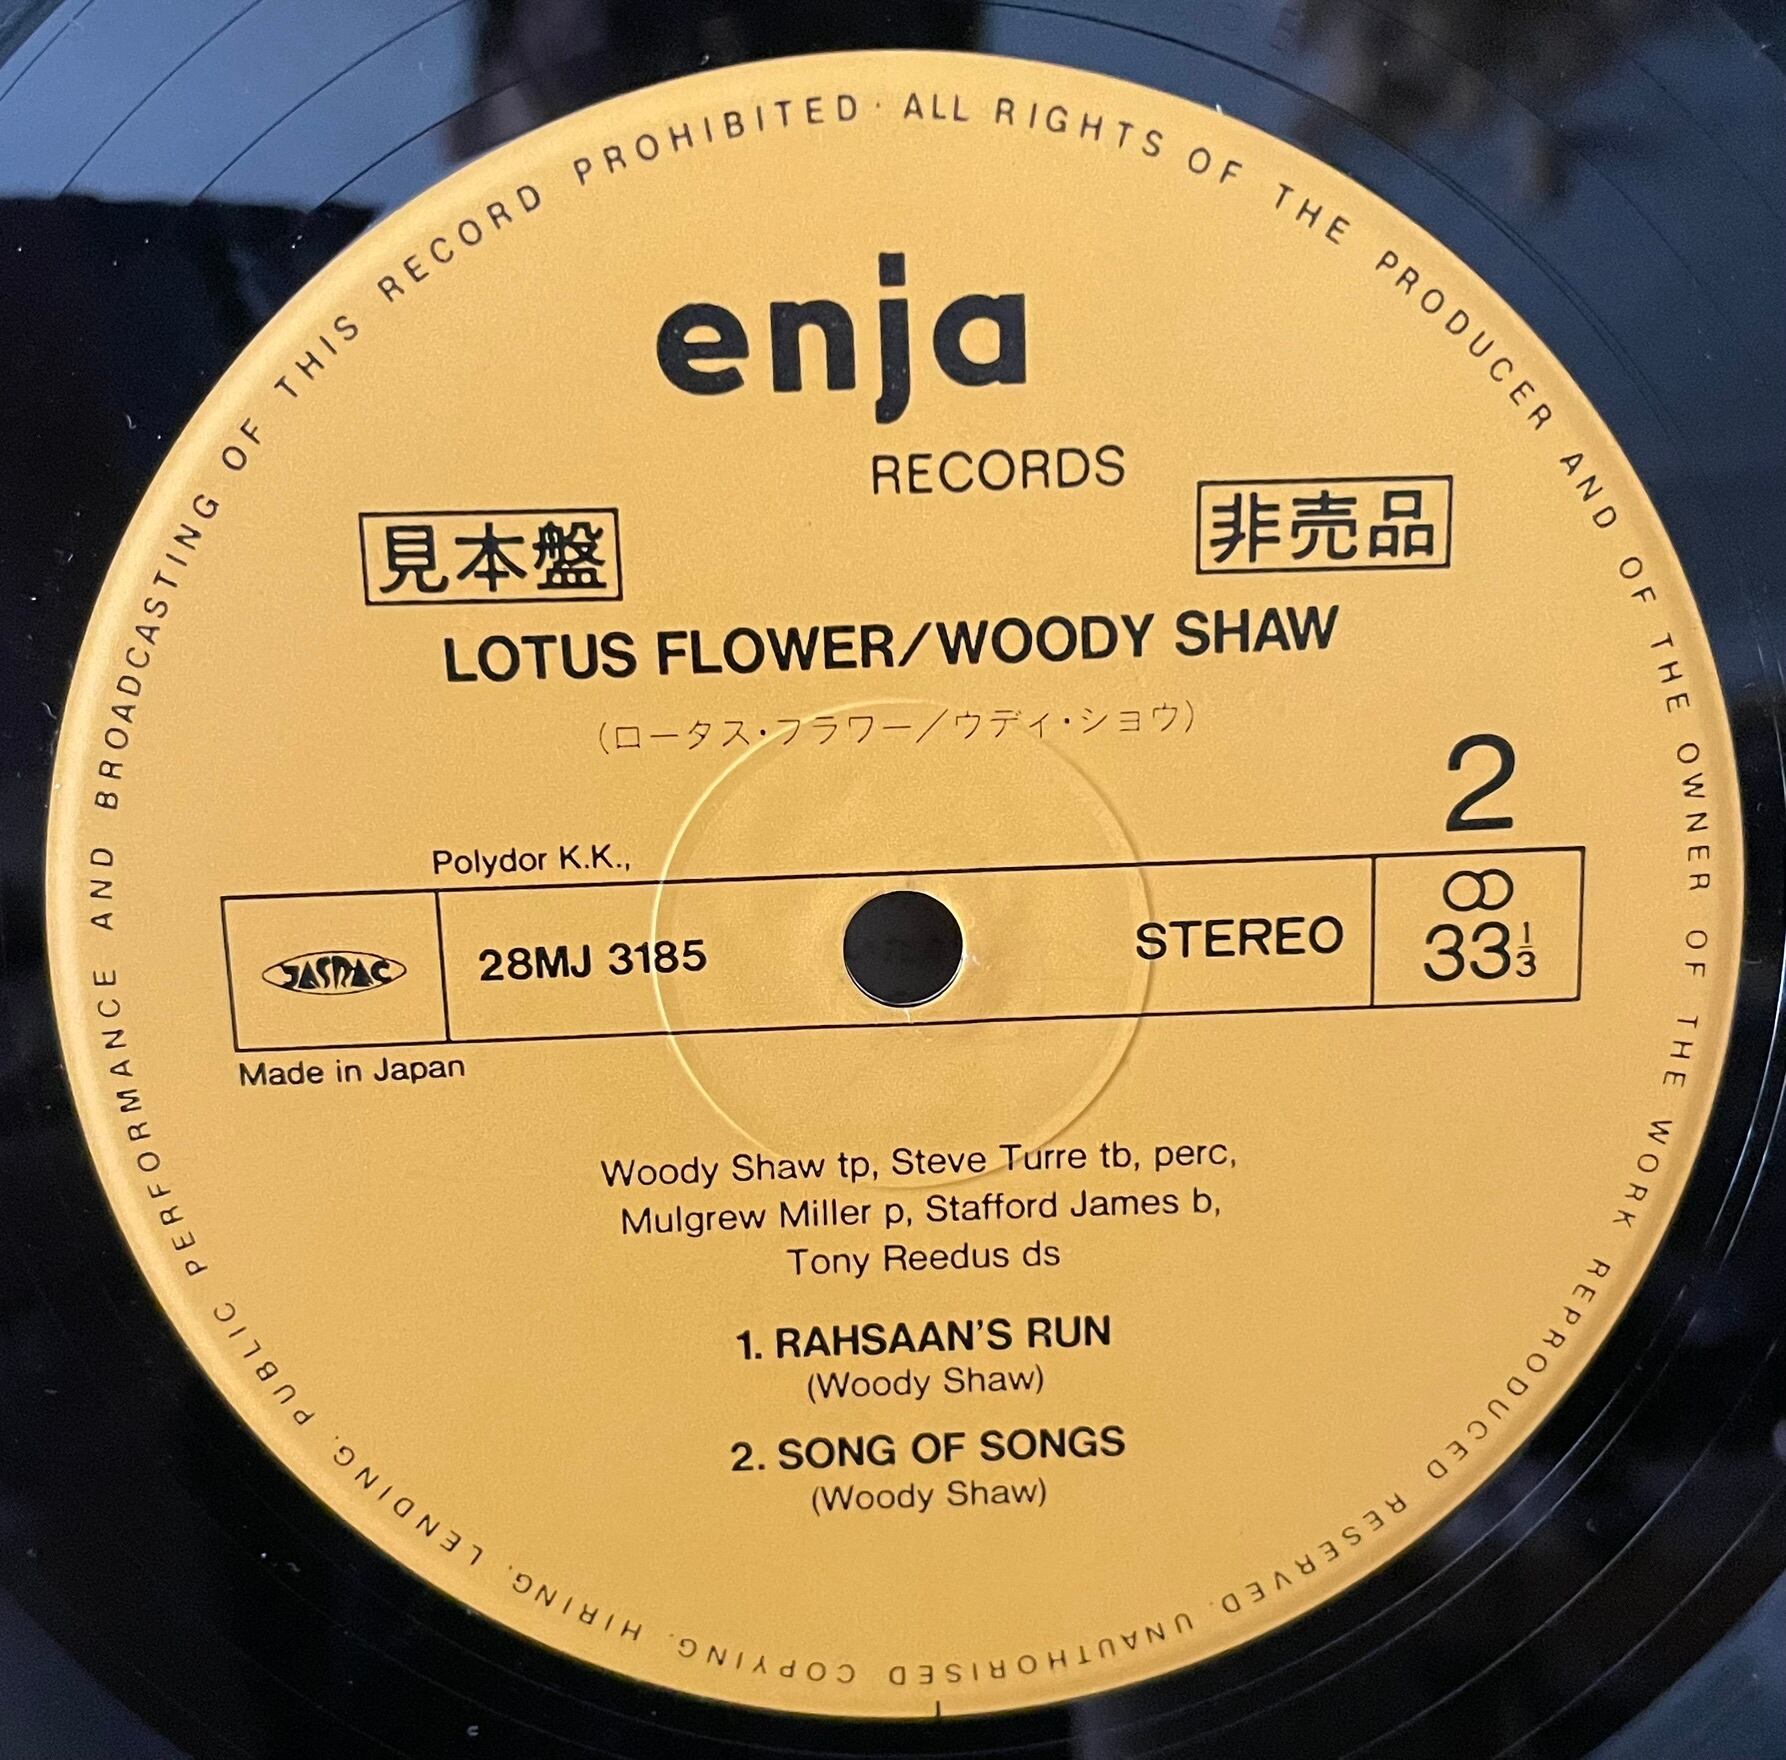 enja
RECORDS
見本盤
非売品
LOTUS FLOWER/WOODY SHAW
(ロータス・フラワー/ウディ・ショウ)
2
Polydor K.K.,
JASRAC
28MJ 3185
STEREO
33⅓
Made in Japan
Woody Shaw tp, Steve Turre tb, perc,
Mulgrew Miller p, Stafford James b,
Tony Reedus ds
1. RAHSAAN'S RUN
(Woody Shaw)
2. SONG OF SONGS
(Woody Shaw)
ALL RIGHTS OF THE PRODUCER AND OF THE OWNER OF THE WORK REPRODUCED RESERVED. UNAUTHORISED COPYING, HIRING, LENDING, PUBLIC PERFORMANCE AND BROADCASTING OF THIS RECORD PROHIBITED ·